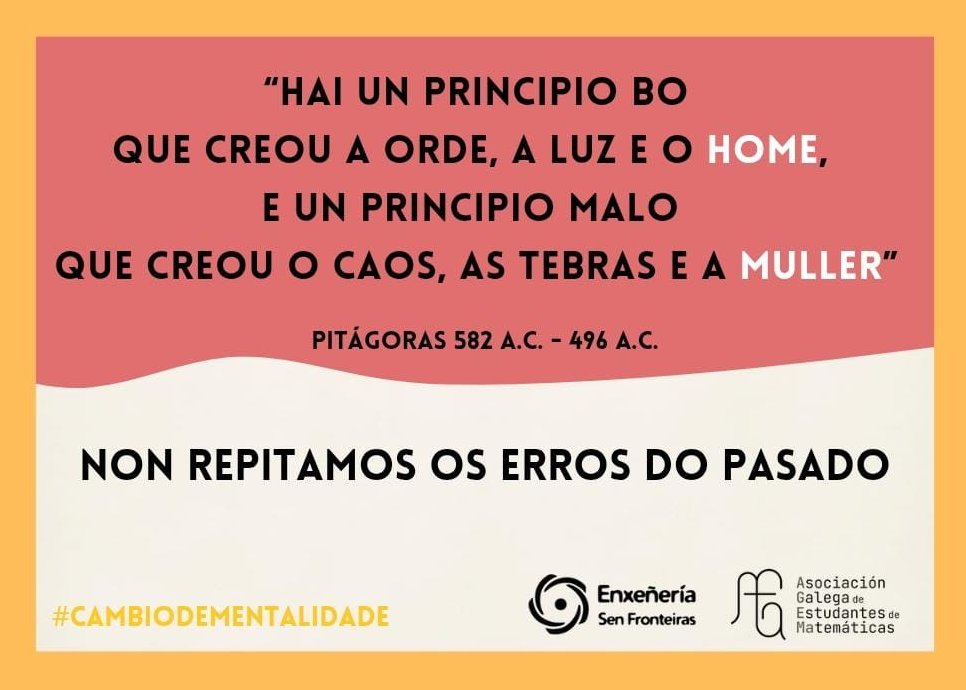 “HAI UN PRINCIPIO BO
QUE CREOU A ORDE, A LUZ E O HOME,
E UN PRINCIPIO MALO
QUE CREOU O CAOS, AS TEBRAS E A MULLER”
PITÁGORAS 582 A.C. - 496 A.C.
NON REPITAMOS OS ERROS DO PASADO
#CAMBIODEMENTALIDADE
Enxeñería
Sen Fronteiras
Asociación
Galega de
Estudantes de
Matemáticas